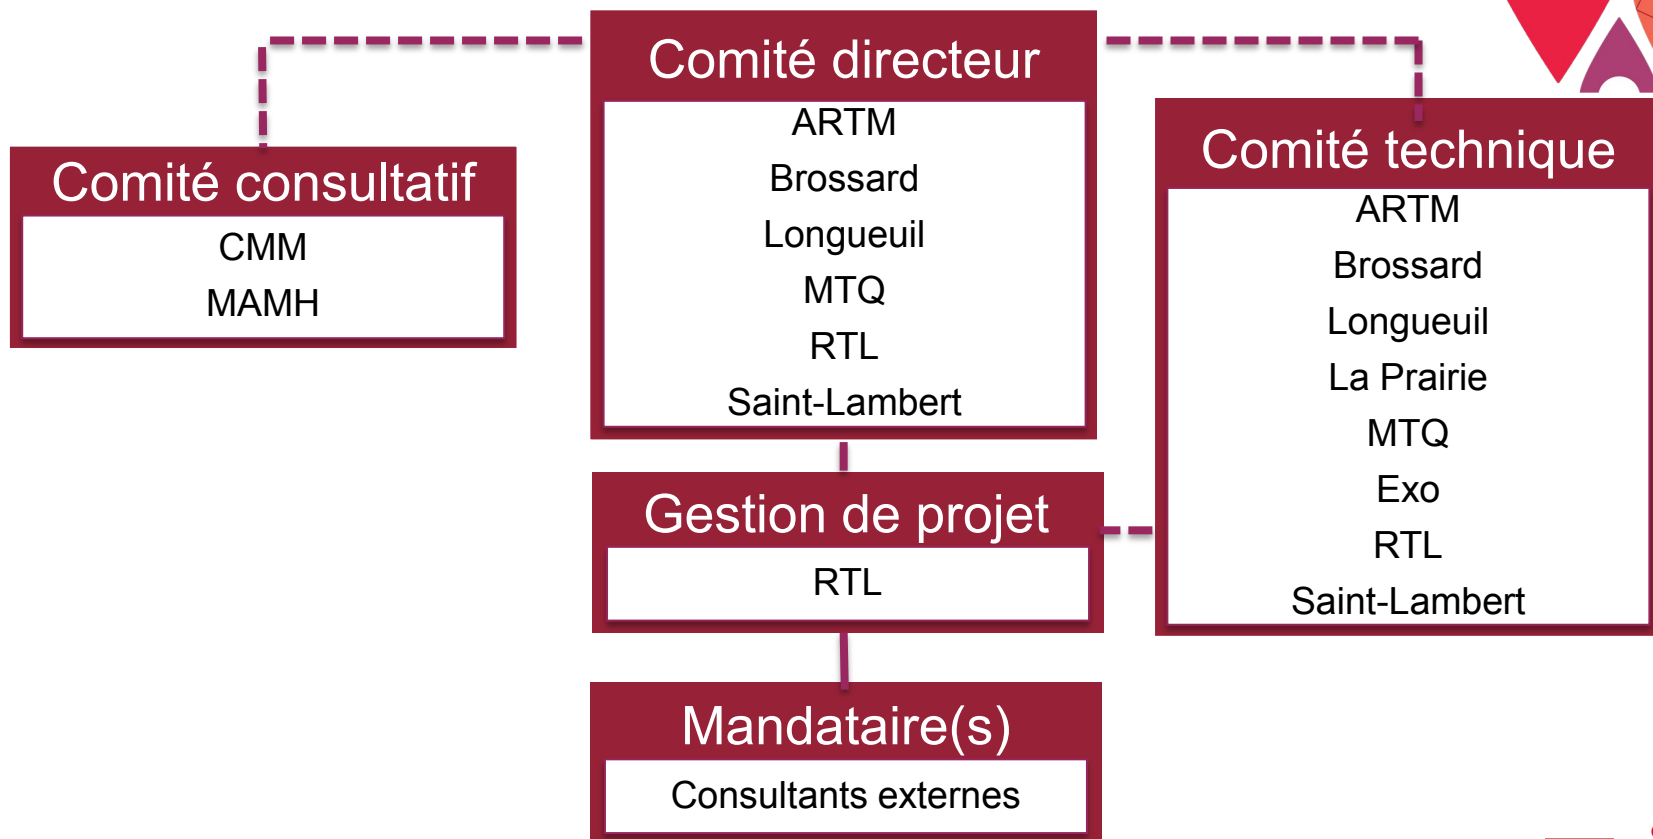 Comité directeur
ARTM
Brossard
Longueuil
MTQ
RTL
Saint-Lambert
Comité consultatif
CMM
MAMH
Comité technique
ARTM
Brossard
Longueuil
La Prairie
MTQ
Exo
RTL
Saint-Lambert
Gestion de projet
RTL
Mandataire(s)
Consultants externes